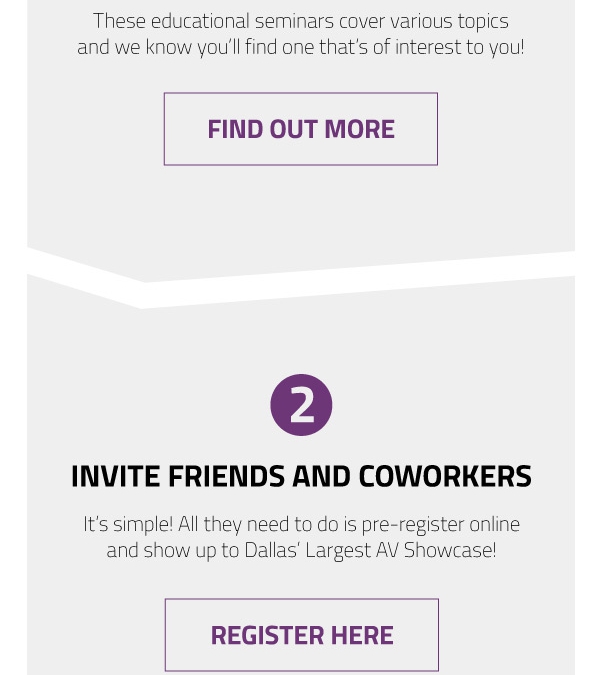 These educational seminars cover various topics
and we know you'll find one that's of interest to you!
FIND OUT MORE
2
INVITE FRIENDS AND COWORKERS
It's simple! All they need to do is pre-register online
and show up to Dallas' Largest AV Showcase!
REGISTER HERE